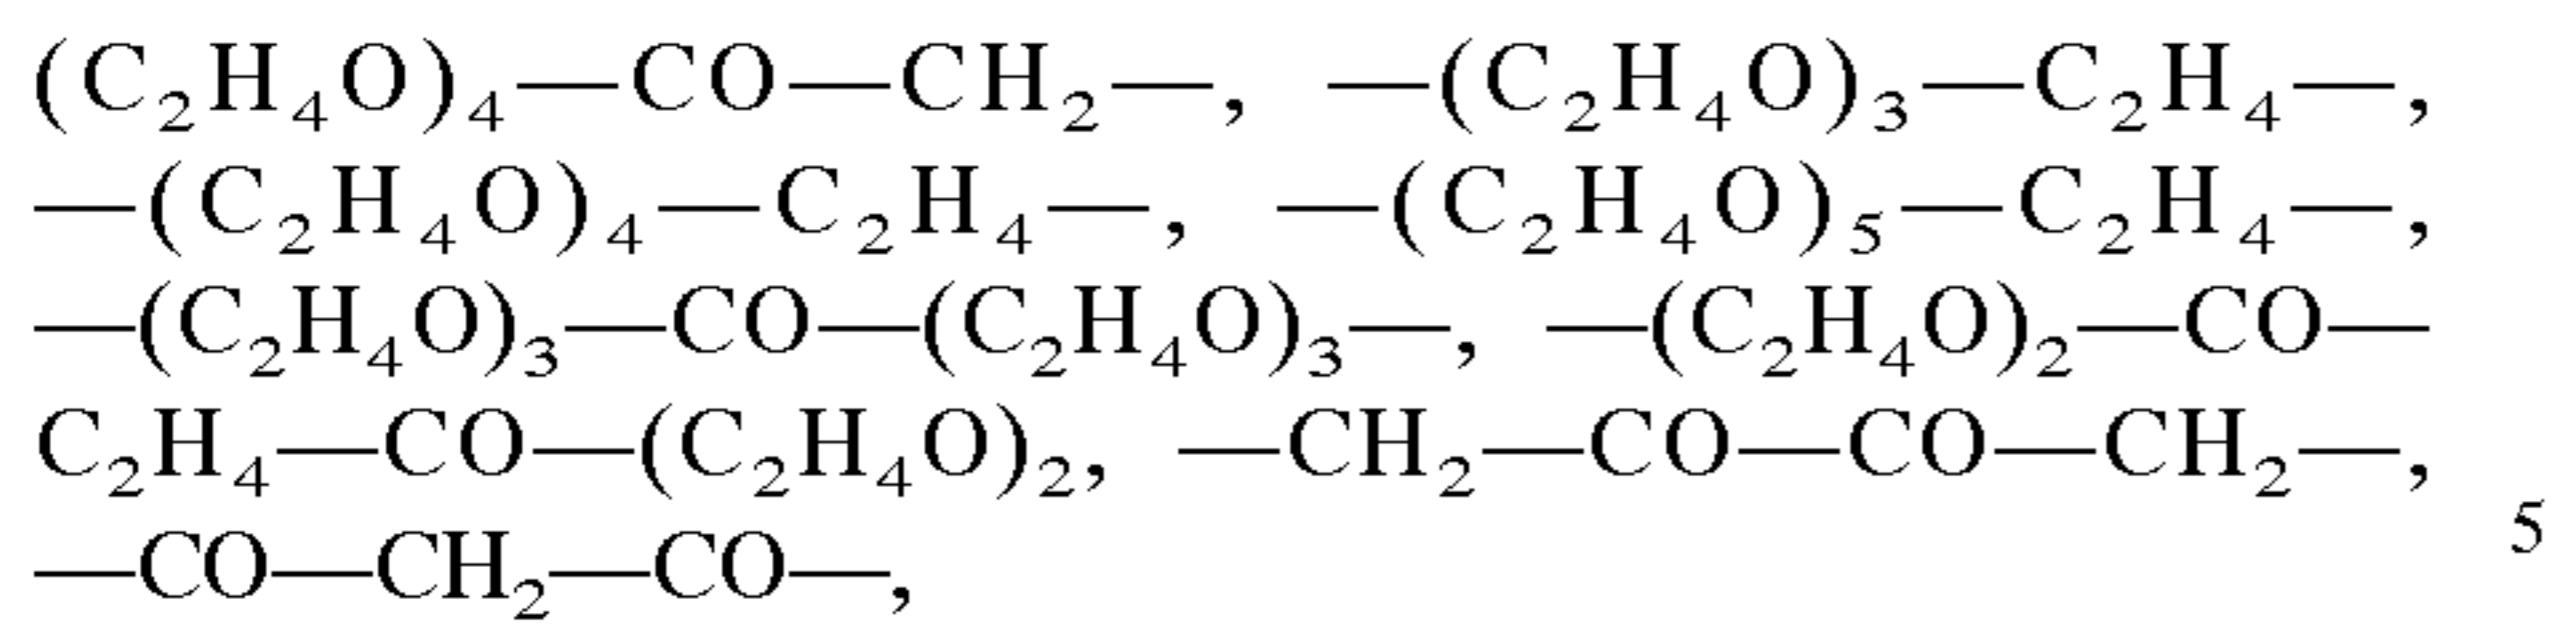 (C₂H₄O)₄—CO—CH₂—, —(C₂H₄O)₃—C₂H₄—,
—(C₂H₄O)₄—C₂H₄—, —(C₂H₄O)₅—C₂H₄—,
—(C₂H₄O)₃—CO—(C₂H₄O)₃—, —(C₂H₄O)₂—CO—
C₂H₄—CO—(C₂H₄O)₂, —CH₂—CO—CO—CH₂—,
5
—CO—CH₂—CO—,